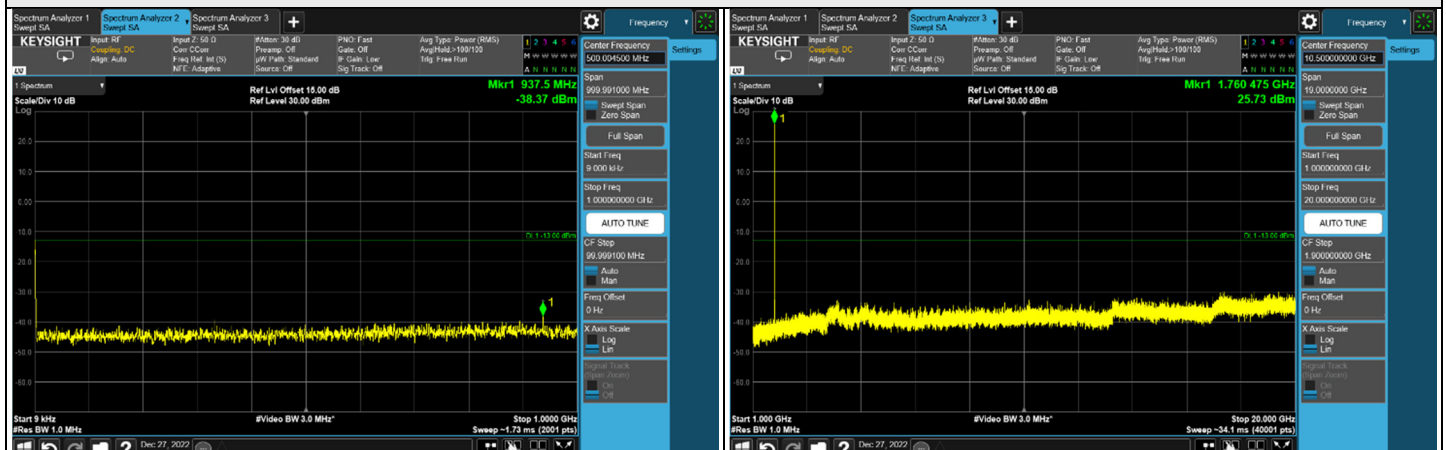 Spectrum Analyzer 1
Swept SA
Spectrum Analyzer 2
Swept SA
Spectrum Analyzer 3
Swept SA
Frequency
KEYSIGHT
Input: RF
Coupling: DC
Align: Auto
Input Z: 50 Ω
Corr CCorr
Freq Ref: Int (S)
NFE: Adaptive
#Atten: 30 dB
Preamp: Off
µW Path: Standard
Source: Off
PNO: Fast
Gate: Off
IF Gain: Low
Sig Track: Off
Avg Type: Power (RMS)
Avg|Hold:>100/100
Trig: Free Run
1 2 3 4 5 6
M W W W W W
A N N N N N
LXI
1 Spectrum
Scale/Div 10 dB
Log
Ref Lvl Offset 15.00 dB
Ref Level 30.00 dBm
Mkr1 937.5 MHz
-38.37 dBm
20.0
10.0
0.00
-10.0
-20.0
-30.0
-40.0
-50.0
-60.0
DL1 -13.00 dBm
1
Start 9 kHz
#Res BW 1.0 MHz
#Video BW 3.0 MHz*
Stop 1.0000 GHz
Sweep ~1.73 ms (2001 pts)
Dec 27, 2022
Center Frequency
500.004500 MHz
Settings
Span
999.991000 MHz
Swept Span
Zero Span
Full Span
Start Freq
9.000 kHz
Stop Freq
1.000000000 GHz
AUTO TUNE
CF Step
99.999100 MHz
Auto
Man
Freq Offset
0 Hz
X Axis Scale
Log
Lin
Signal Track
(Span Zoom)
On
Off
Spectrum Analyzer 1
Swept SA
Spectrum Analyzer 2
Swept SA
Spectrum Analyzer 3
Swept SA
Frequency
KEYSIGHT
Input: RF
Coupling: DC
Align: Auto
Input Z: 50 Ω
Corr CCorr
Freq Ref: Int (S)
NFE: Adaptive
#Atten: 30 dB
Preamp: Off
µW Path: Standard
Source: Off
PNO: Fast
Gate: Off
IF Gain: Low
Sig Track: Off
Avg Type: Power (RMS)
Avg|Hold:>100/100
Trig: Free Run
1 2 3 4 5 6
M W W W W W
A N N N N N
LXI
1 Spectrum
Scale/Div 10 dB
Log
Ref Lvl Offset 15.00 dB
Ref Level 30.00 dBm
Mkr1 1.760 475 GHz
25.73 dBm
1
20.0
10.0
0.00
-10.0
-20.0
-30.0
-40.0
-50.0
-60.0
DL1 -13.00 dBm
Start 1.000 GHz
#Res BW 1.0 MHz
#Video BW 3.0 MHz*
Stop 20.000 GHz
Sweep ~34.1 ms (40001 pts)
Dec 27, 2022
Center Frequency
10.500000000 GHz
Settings
Span
19.0000000 GHz
Swept Span
Zero Span
Full Span
Start Freq
1.000000000 GHz
Stop Freq
20.000000000 GHz
AUTO TUNE
CF Step
1.900000000 GHz
Auto
Man
Freq Offset
0 Hz
X Axis Scale
Log
Lin
Signal Track
(Span Zoom)
On
Off